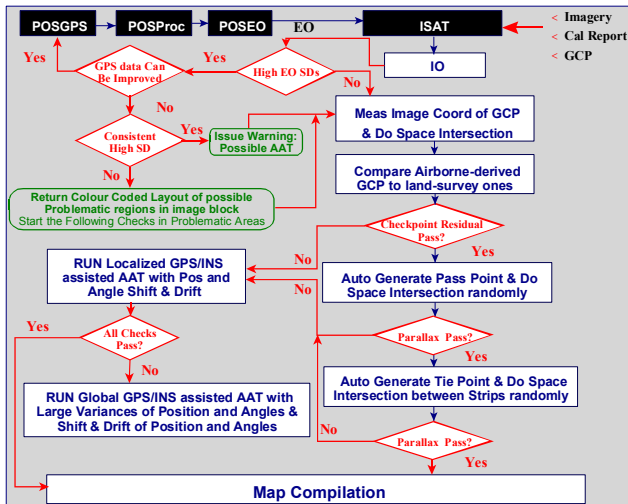 POSGPS
POSProc
POSEO
EO
ISAT
< Imagery
< Cal Report
< GCP
Yes
GPS data Can
Be Improved
Yes
High EO SDs
IO
No
No
Consistent
High SD
Yes
Issue Warning:
Possible AAT
Meas Image Coord of GCP
& Do Space Intersection
No
Compare Airborne-derived
GCP to land-survey ones
Return Colour Coded Layout of possible
Problematic regions in image block
Start the Following Checks in Problematic Areas
Checkpoint Residual
Pass?
No
Yes
RUN Localized GPS/INS
assisted AAT with Pos and
Angle Shift & Drift
Auto Generate Pass Point & Do
Space Intersection randomly
No
Yes
All Checks
Pass?
Parallax Pass?
Yes
No
RUN Global GPS/INS assisted AAT with
Large Variances of Position and Angles &
Shift & Drift of Position and Angles
Auto Generate Tie Point & Do Space
Intersection between Strips randomly
No
Parallax Pass?
Yes
Map Compilation